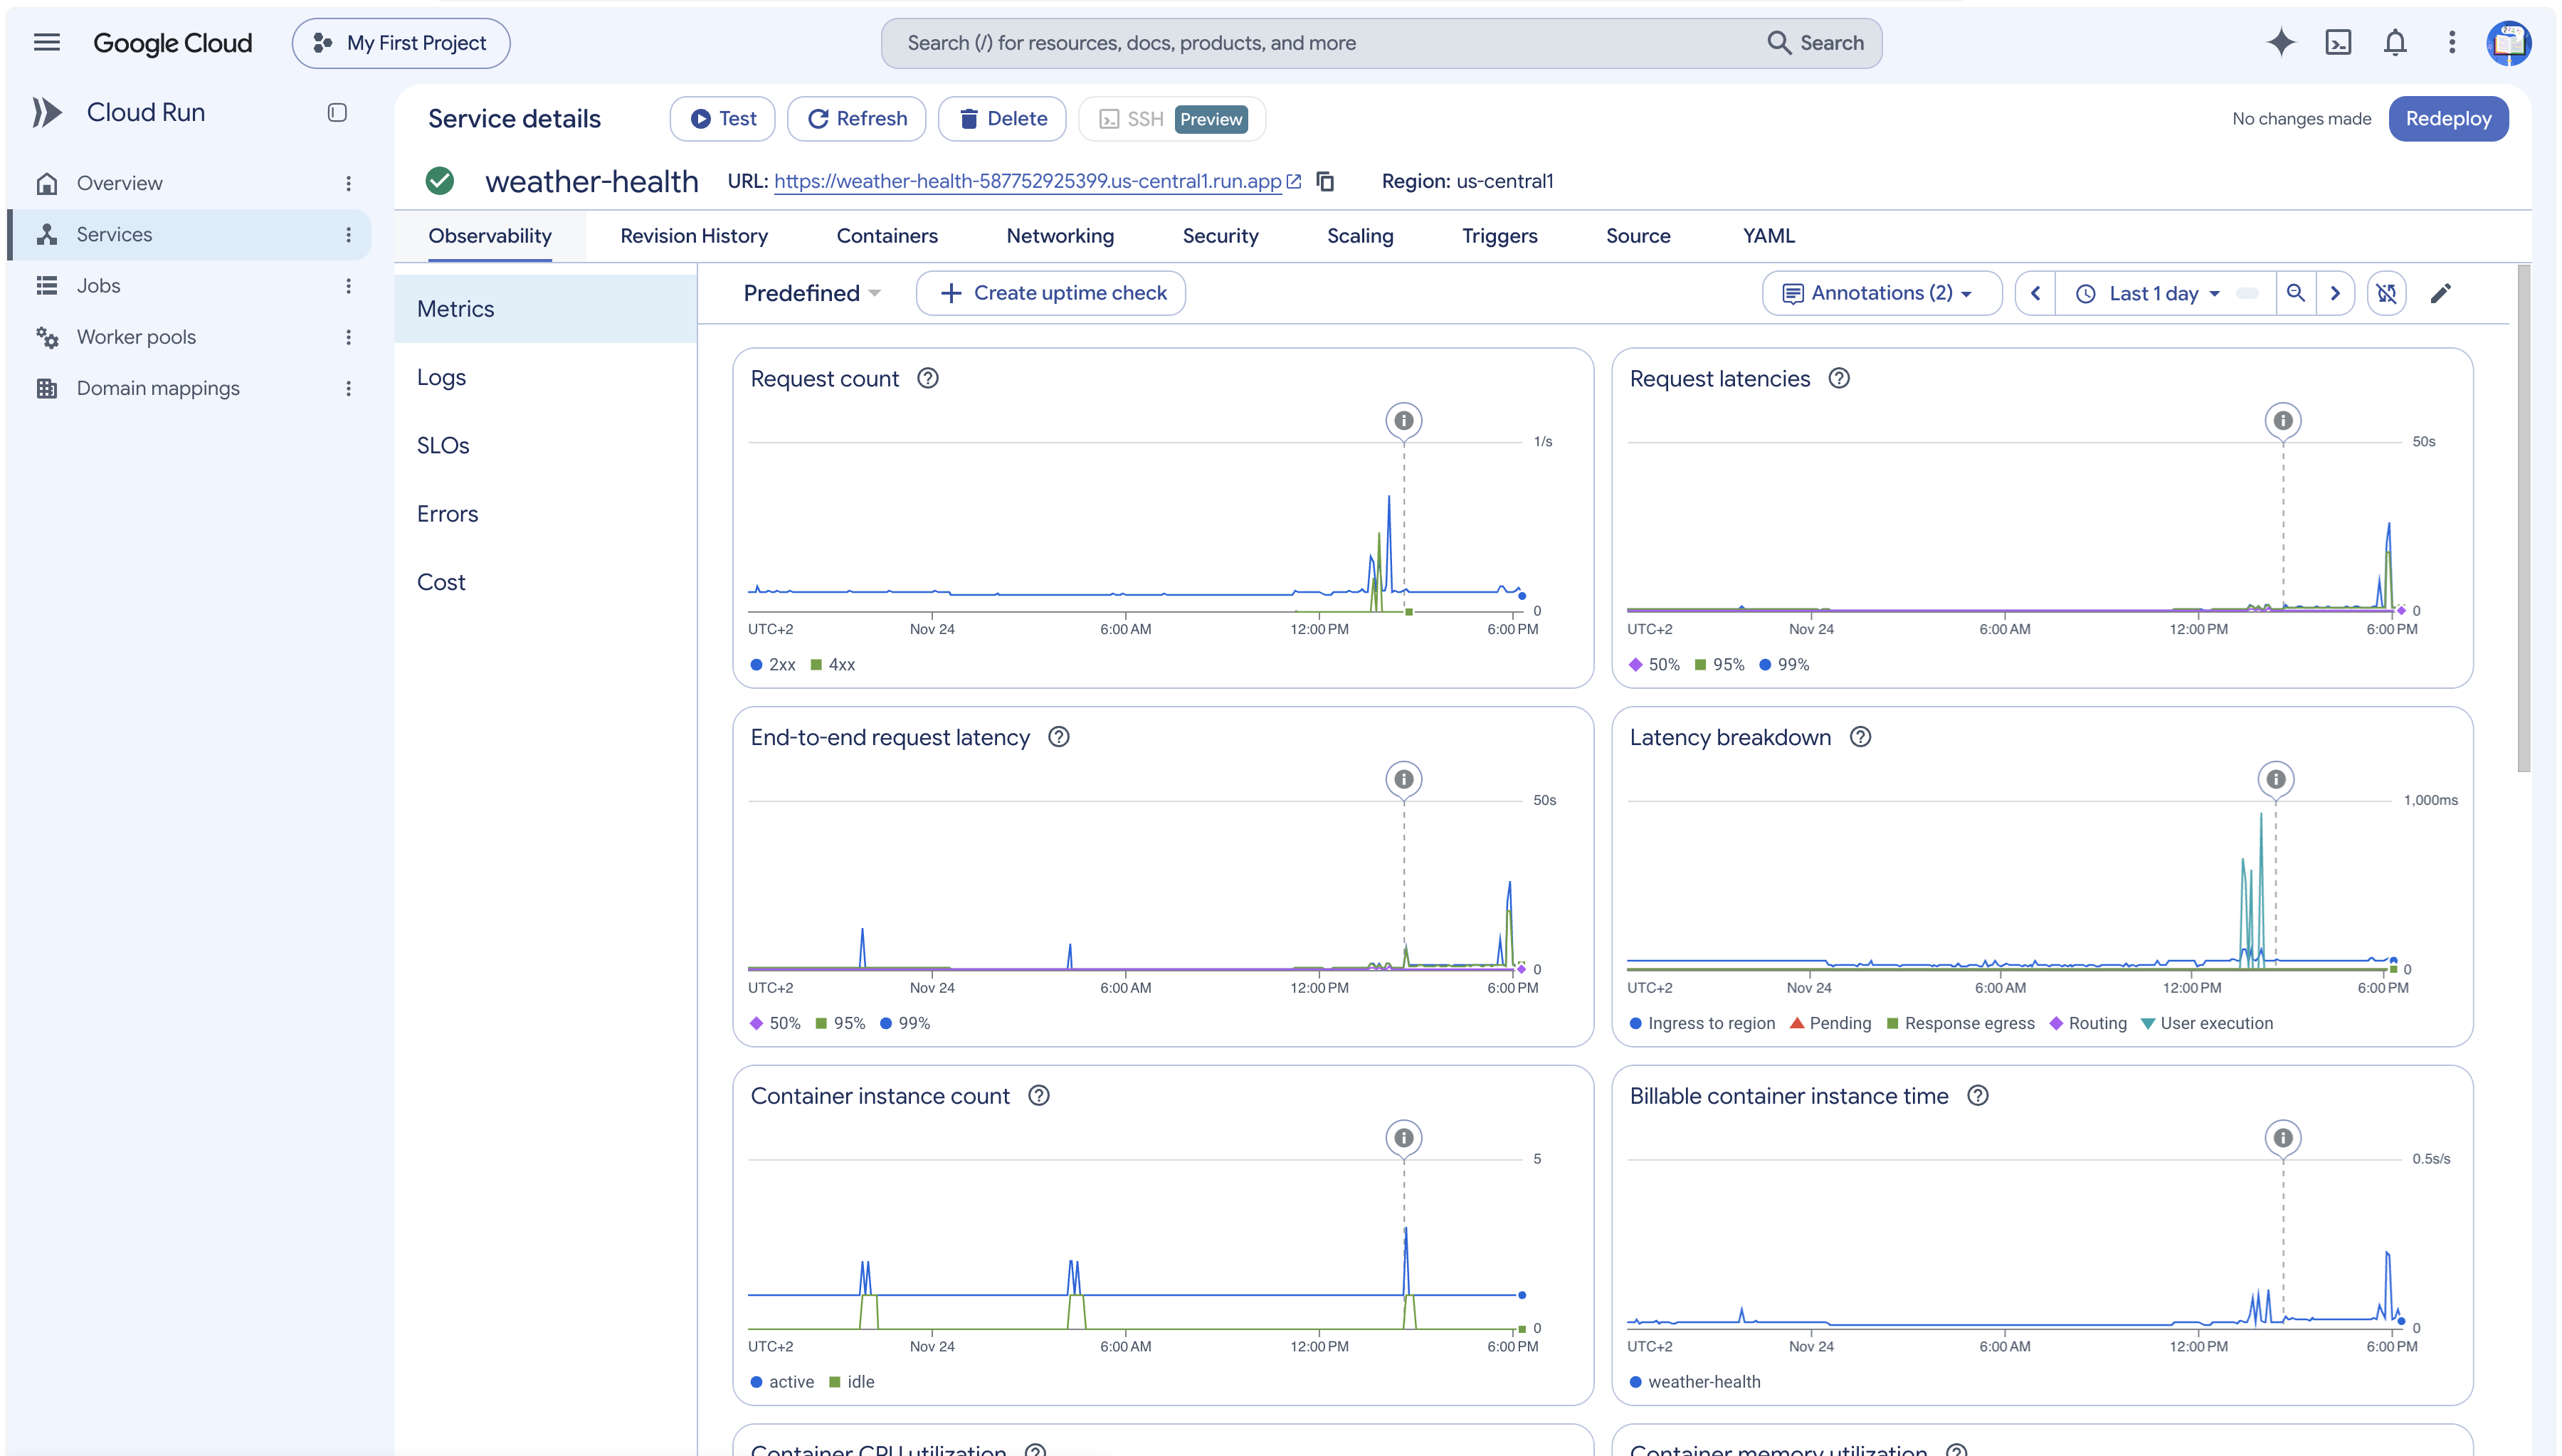 Google Cloud
My First Project
Search (/) for resources, docs, products, and more
Search
Cloud Run
Overview
Services
Jobs
Worker pools
Domain mappings
Service details
Test
Refresh
Delete
SSH Preview
No changes made
Redeploy
weather-health
URL: https://weather-health-587752925399.us-central1.run.app
Region: us-central1
Observability
Revision History
Containers
Networking
Security
Scaling
Triggers
Source
YAML
Metrics
Logs
SLOs
Errors
Cost
Predefined
Create uptime check
Annotations (2)
Last 1 day
Request count
1/s
0
UTC+2 Nov 24 6:00 AM 12:00 PM 6:00 PM
2xx 4xx
Request latencies
50s
0
UTC+2 Nov 24 6:00 AM 12:00 PM 6:00 PM
50% 95% 99%
End-to-end request latency
50s
0
UTC+2 Nov 24 6:00 AM 12:00 PM 6:00 PM
50% 95% 99%
Latency breakdown
1,000ms
0
UTC+2 Nov 24 6:00 AM 12:00 PM 6:00 PM
Ingress to region Pending Response egress Routing User execution
Container instance count
5
0
UTC+2 Nov 24 6:00 AM 12:00 PM 6:00 PM
active idle
Billable container instance time
0.5s/s
0
UTC+2 Nov 24 6:00 AM 12:00 PM 6:00 PM
weather-health
Container CPU utilization
Container memory utilization